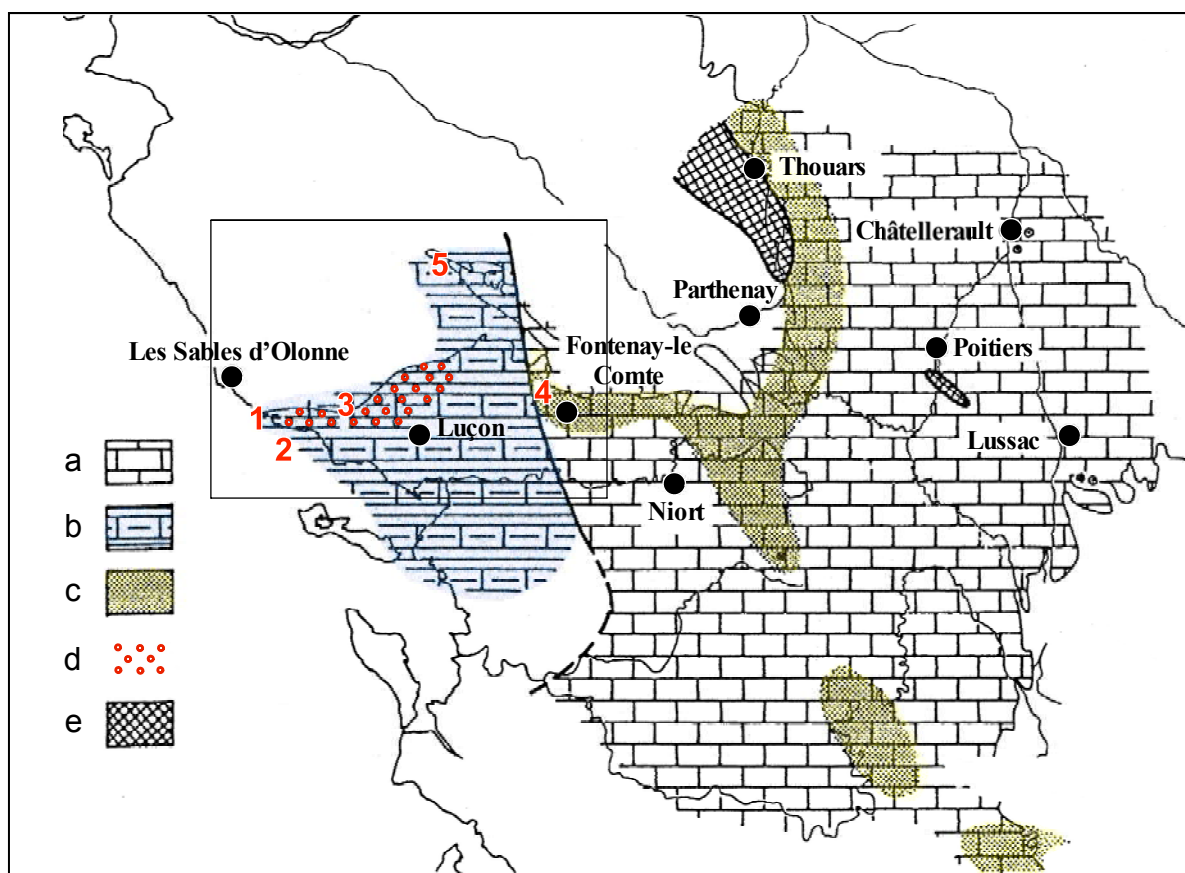 Thouars
Châtellerault
5
Parthenay
Poitiers
Les Sables d'Olonne
Fontenay-le
Comte
1
3
4
2
Luçon
Lussac
Niort
a
b
c
d
e